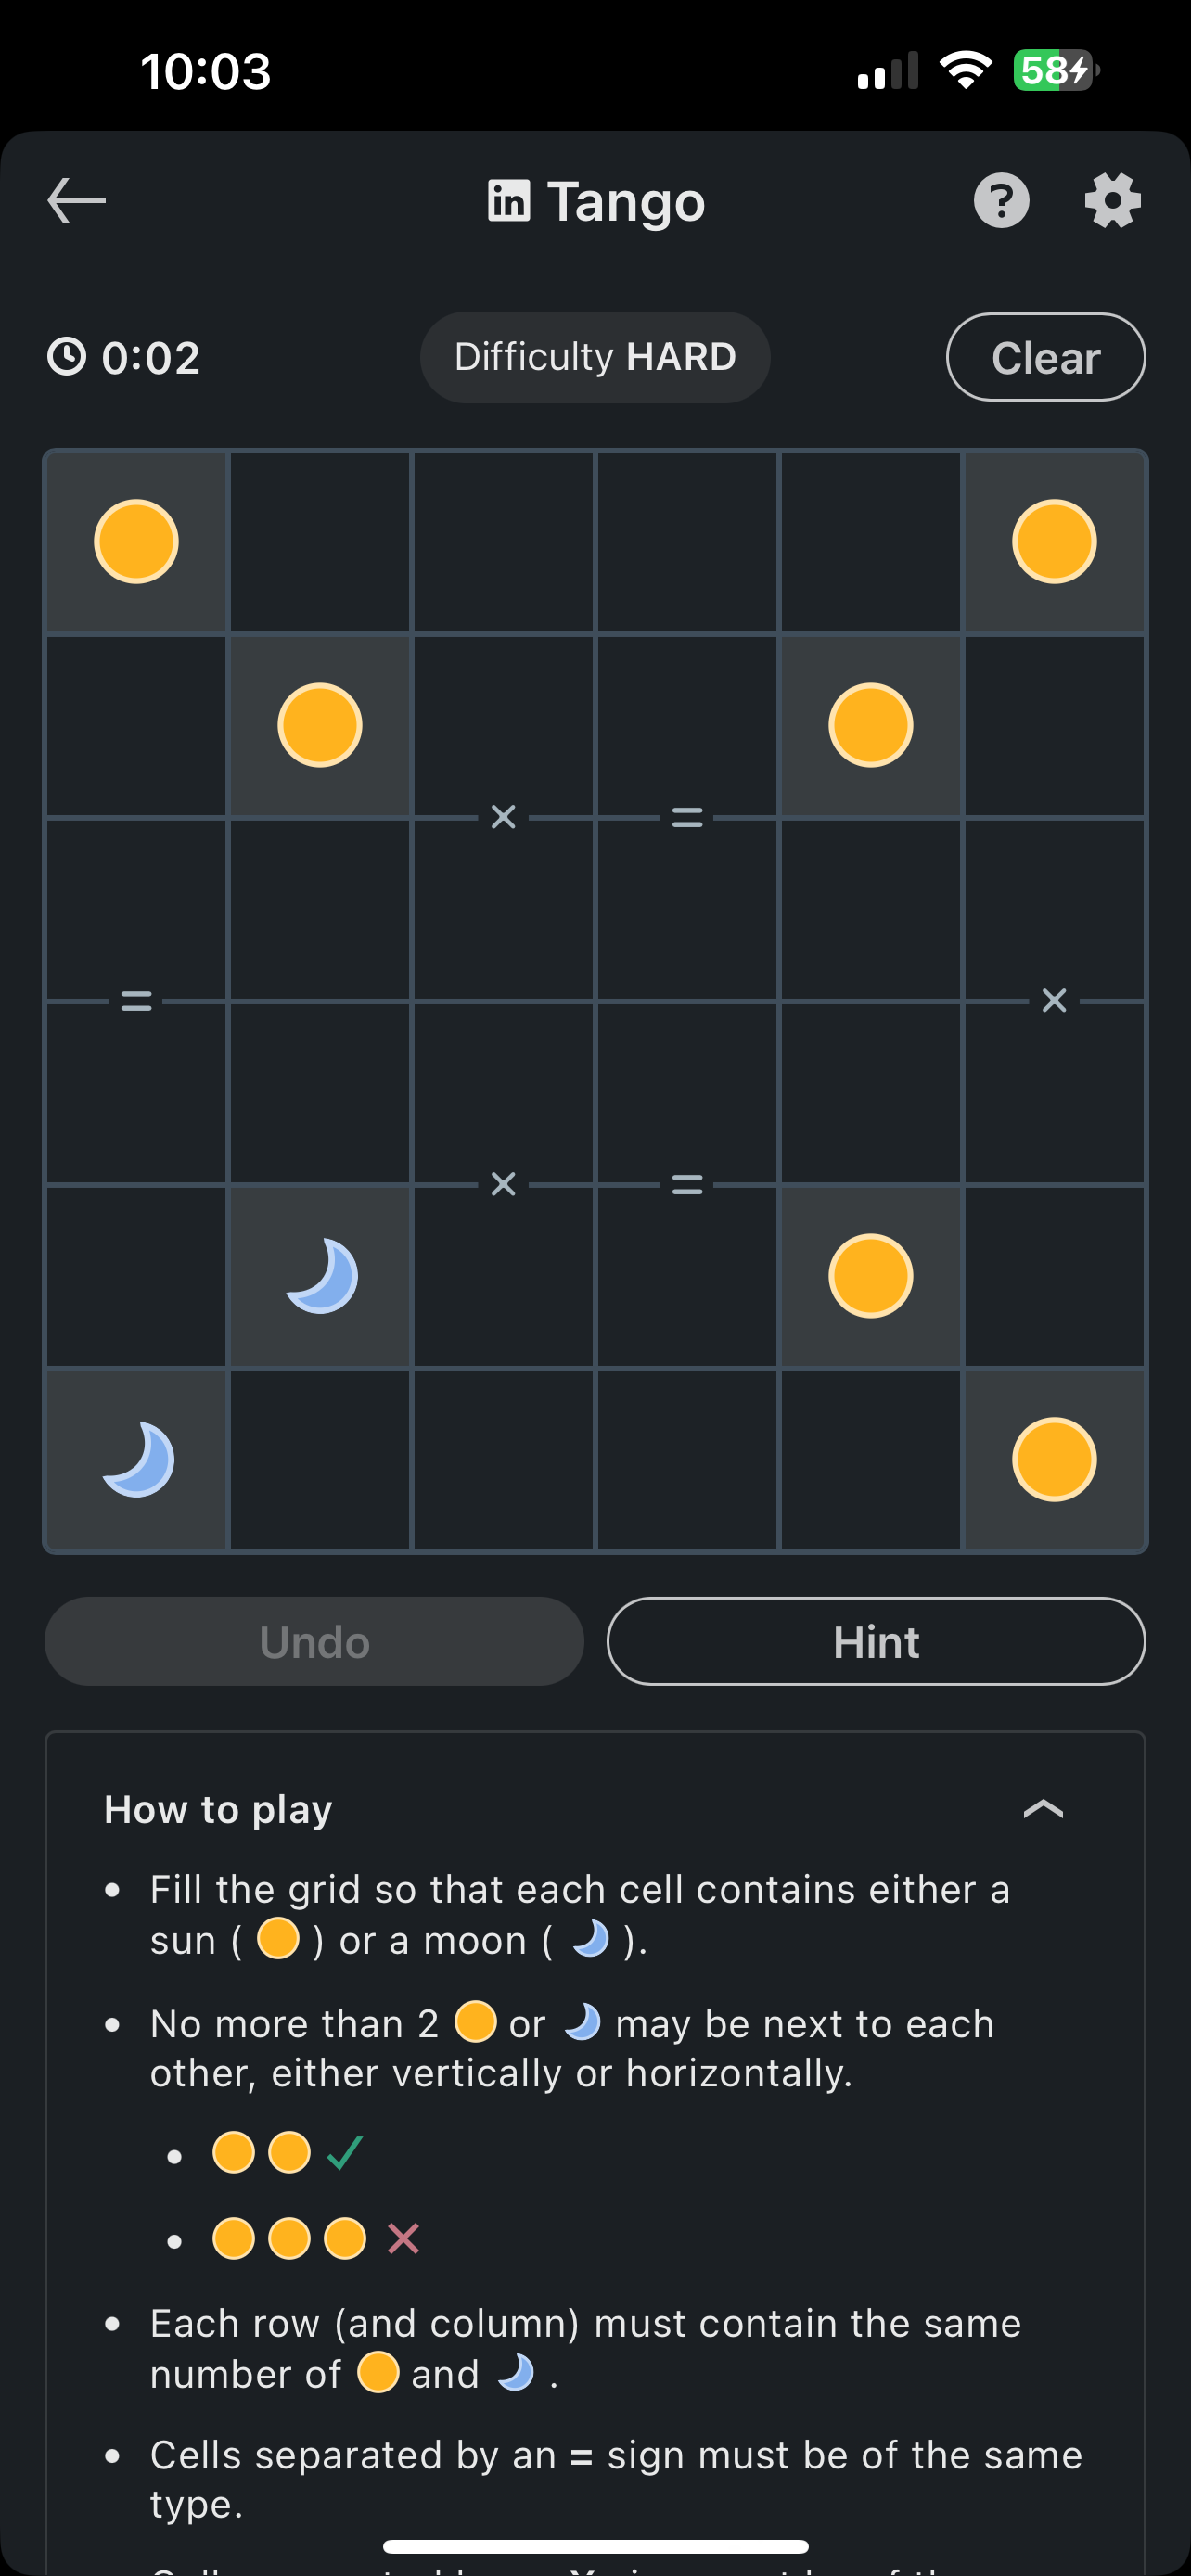 10:03
58
in Tango
?
0:02
Difficulty HARD
Clear
×
=
=
×
×
=
Undo
Hint
How to play
• Fill the grid so that each cell contains either a
sun ( ) or a moon ( ).
• No more than 2 or may be next to each
other, either vertically or horizontally.
• Each row (and column) must contain the same
number of and .
• Cells separated by an = sign must be of the same
type.